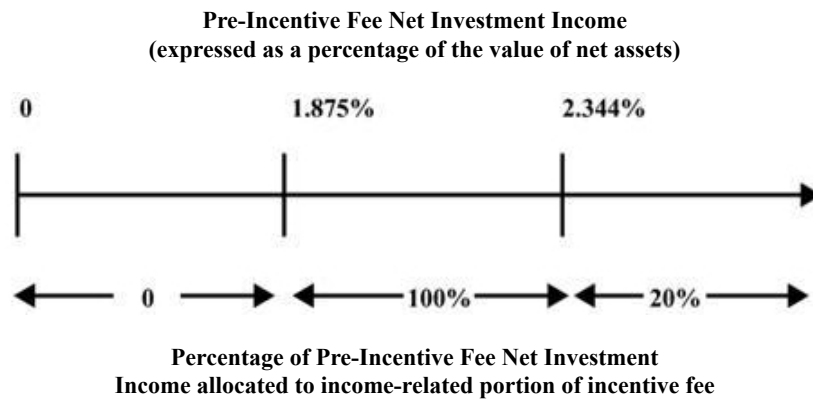 Pre-Incentive Fee Net Investment Income
(expressed as a percentage of the value of net assets)
0 1.875% 2.344%
0 100% 20%
Percentage of Pre-Incentive Fee Net Investment
Income allocated to income-related portion of incentive fee